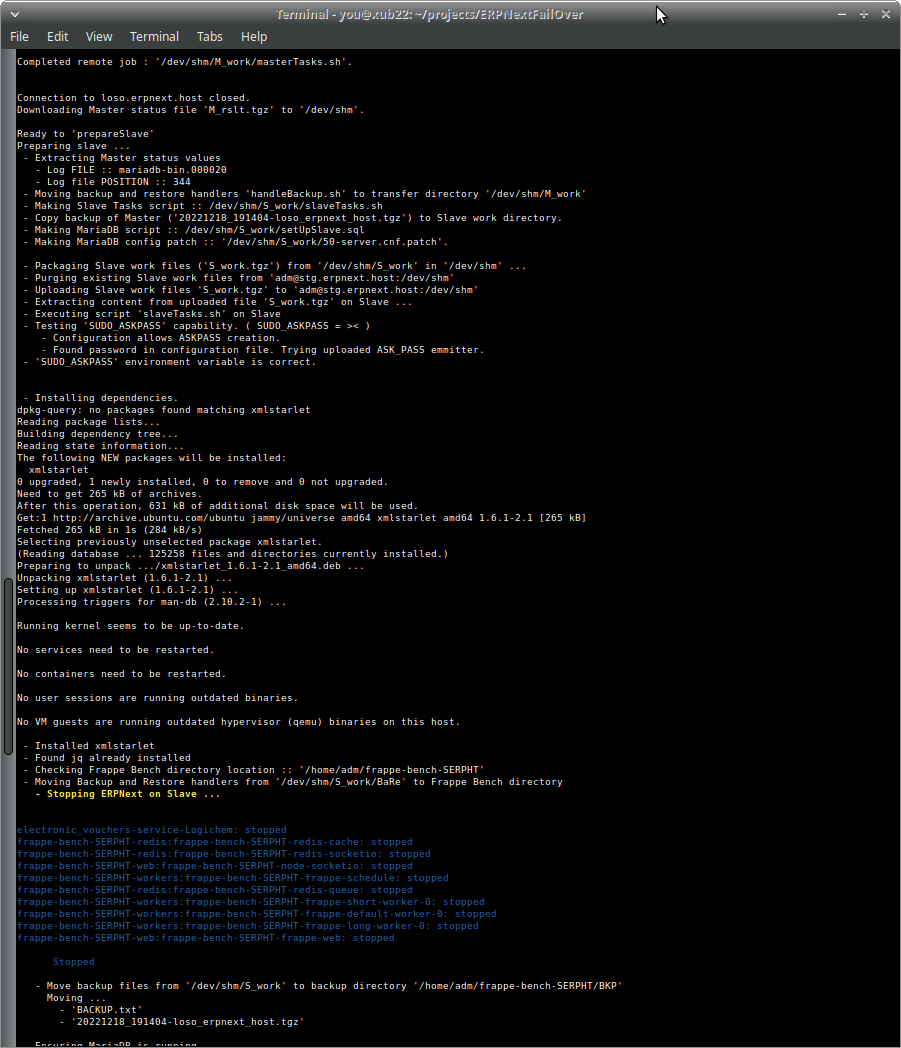 Terminal - you@xub22: ~/projects/ERPNextFailOver
File Edit View Terminal Tabs Help
Completed remote job : '/dev/shm/M_work/masterTasks.sh'.
Connection to loso.erpnext.host closed.
Downloading Master status file 'M_rslt.tgz' to '/dev/shm'.
Ready to 'prepareSlave'
Preparing slave ...
- Extracting Master status values
- Log FILE :: mariadb-bin.000020
- Log file POSITION :: 344
- Moving backup and restore handlers 'handleBackup.sh' to transfer directory '/dev/shm/M_work'
- Making Slave Tasks script :: /dev/shm/S_work/slaveTasks.sh
- Copy backup of Master ('20221218_191404-loso_erpnext_host.tgz') to Slave work directory.
- Making MariaDB script :: /dev/shm/S_work/setUpSlave.sql
- Making MariaDB config patch :: '/dev/shm/S_work/50-server.cnf.patch'.
- Packaging Slave work files ('S_work.tgz') from '/dev/shm/S_work' in '/dev/shm' ...
- Purging existing Slave work files from 'adm@stg.erpnext.host:/dev/shm'
- Uploading Slave work files 'S_work.tgz' to 'adm@stg.erpnext.host:/dev/shm'
- Extracting content from uploaded file 'S_work.tgz' on Slave ...
- Executing script 'slaveTasks.sh' on Slave
- Testing 'SUDO_ASKPASS' capability. ( SUDO_ASKPASS = >< )
- Configuration allows ASKPASS creation.
- Found password in configuration file. Trying uploaded ASK_PASS emmitter.
- 'SUDO_ASKPASS' environment variable is correct.
- Installing dependencies.
dpkg-query: no packages found matching xmlstarlet
Reading package lists...
Building dependency tree...
Reading state information...
The following NEW packages will be installed:
xmlstarlet
0 upgraded, 1 newly installed, 0 to remove and 0 not upgraded.
Need to get 265 kB of archives.
After this operation, 631 kB of additional disk space will be used.
Get:1 http://archive.ubuntu.com/ubuntu jammy/universe amd64 xmlstarlet amd64 1.6.1-2.1 [265 kB]
Fetched 265 kB in 1s (284 kB/s)
Selecting previously unselected package xmlstarlet.
(Reading database ... 125258 files and directories currently installed.)
Preparing to unpack .../xmlstarlet_1.6.1-2.1_amd64.deb ...
Unpacking xmlstarlet (1.6.1-2.1) ...
Setting up xmlstarlet (1.6.1-2.1) ...
Processing triggers for man-db (2.10.2-1) ...
Running kernel seems to be up-to-date.
No services need to be restarted.
No containers need to be restarted.
No user sessions are running outdated binaries.
No VM guests are running outdated hypervisor (qemu) binaries on this host.
- Installed xmlstarlet
- Found jq already installed
- Checking Frappe Bench directory location :: '/home/adm/frappe-bench-SERPHT'
- Moving Backup and Restore handlers from '/dev/shm/S_work/BaRe' to Frappe Bench directory
- Stopping ERPNext on Slave ...
electronic_vouchers-service-Logichem: stopped
frappe-bench-SERPHT-redis:frappe-bench-SERPHT-redis-cache: stopped
frappe-bench-SERPHT-redis:frappe-bench-SERPHT-redis-socketio: stopped
frappe-bench-SERPHT-web:frappe-bench-SERPHT-node-socketio: stopped
frappe-bench-SERPHT-workers:frappe-bench-SERPHT-frappe-schedule: stopped
frappe-bench-SERPHT-redis:frappe-bench-SERPHT-redis-queue: stopped
frappe-bench-SERPHT-workers:frappe-bench-SERPHT-frappe-short-worker-0: stopped
frappe-bench-SERPHT-workers:frappe-bench-SERPHT-frappe-default-worker-0: stopped
frappe-bench-SERPHT-workers:frappe-bench-SERPHT-frappe-long-worker-0: stopped
frappe-bench-SERPHT-web:frappe-bench-SERPHT-frappe-web: stopped
Stopped
- Move backup files from '/dev/shm/S_work' to backup directory '/home/adm/frappe-bench-SERPHT/BKP'
Moving ...
- 'BACKUP.txt'
- '20221218_191404-loso_erpnext_host.tgz'
Ensuring MariaDB is running